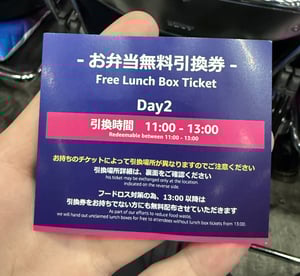 - お弁当無料引換券 -
Free Lunch Box Ticket
Day2
引換時間 11:00 - 13:00
Redeemable between 11:00 - 13:00
お持ちのチケットによって引換場所が異なりますのでご注意ください
引換場所詳細は、裏面をご確認ください
his ticket may be exchanged only at the location
indicated on the reverse side.
フードロス対策の為、13:00 以降は
引換券をお持ちでない方にも無料配布させていただきます
As part of our efforts to reduce food waste,
we will hand out unclaimed lunch boxes for free to attendees without lunch box tickets from 13:00.